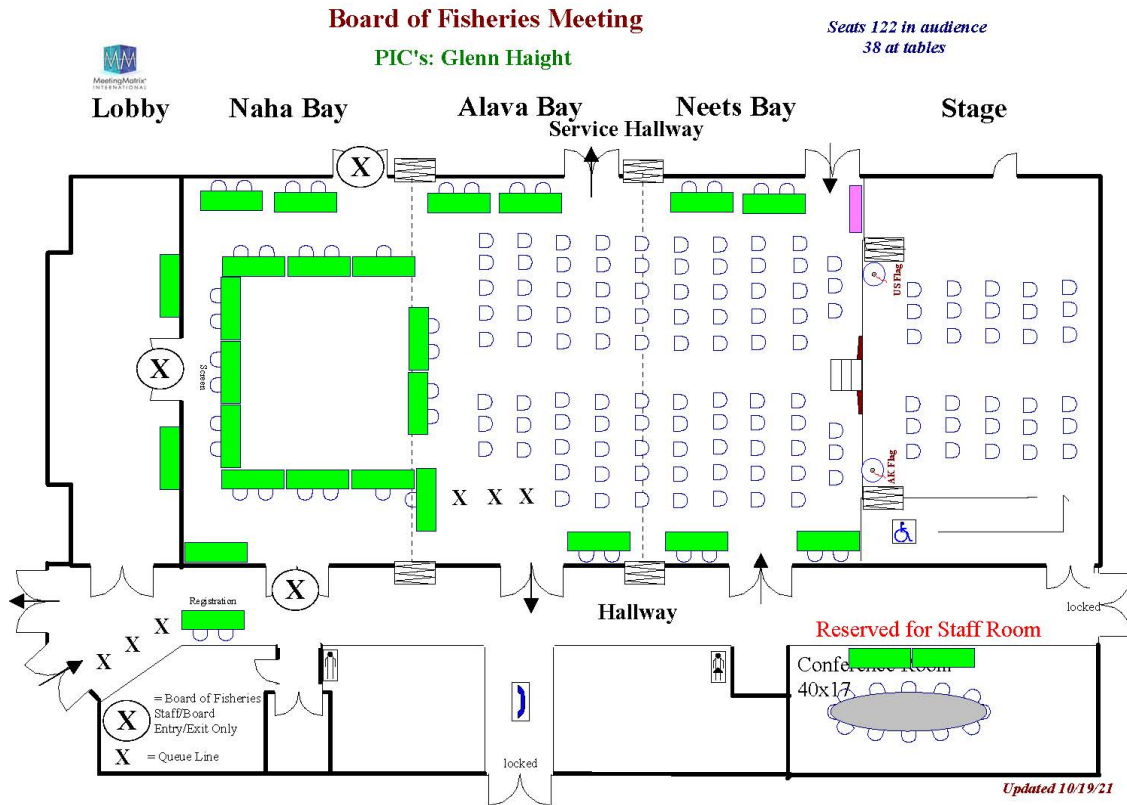 Board of Fisheries Meeting
PIC's: Glenn Haight
Seats 122 in audience
38 at tables
MM
MeetingMatrix®
INTERNATIONAL
Lobby
Naha Bay
Alava Bay
Neets Bay
Stage
Service Hallway
X
US Flag
X
Screen
AK Flag
X X X
X
Registration
Hallway
locked
X
X
X
Reserved for Staff Room
Conference Room
40x17
X
= Board of Fisheries
Staff/Board
Entry/Exit Only
X = Queue Line
locked
Updated 10/19/21